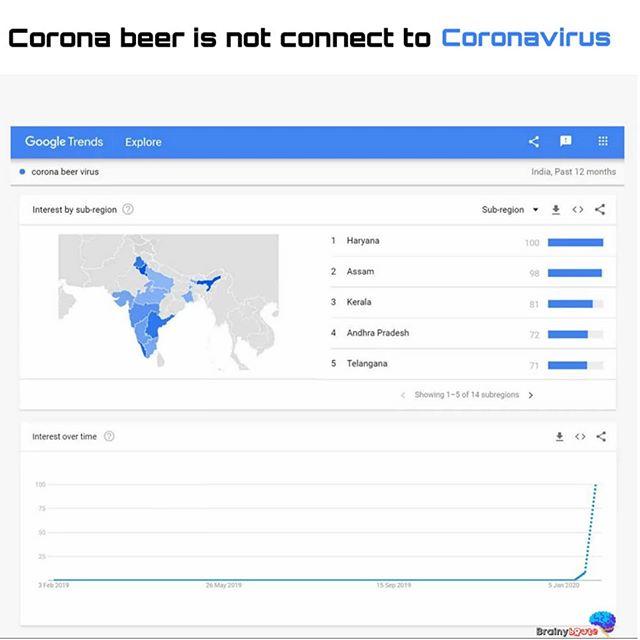 Corona beer is not connect to Coronavirus
Google Trends Explore
corona beer virus India, Past 12 months
Interest by sub-region Sub-region
1 Haryana 100
2 Assam 98
3 Kerala 81
4 Andhra Pradesh 72
5 Telangana 71
Showing 1-5 of 14 subregions
Interest over time
100
75
50
25
3 Feb 2019 26 May 2019 15 Sep 2019 5 Jan 2020